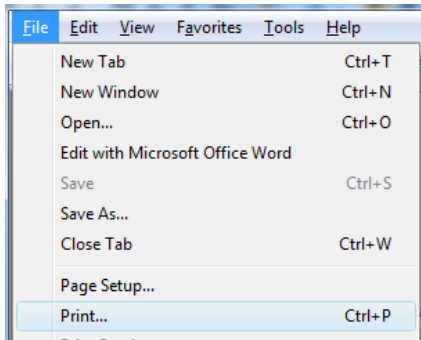 File Edit View Favorites Tools Help
New Tab Ctrl+T
New Window Ctrl+N
Open... Ctrl+O
Edit with Microsoft Office Word
Save Ctrl+S
Save As...
Close Tab Ctrl+W
Page Setup...
Print... Ctrl+P